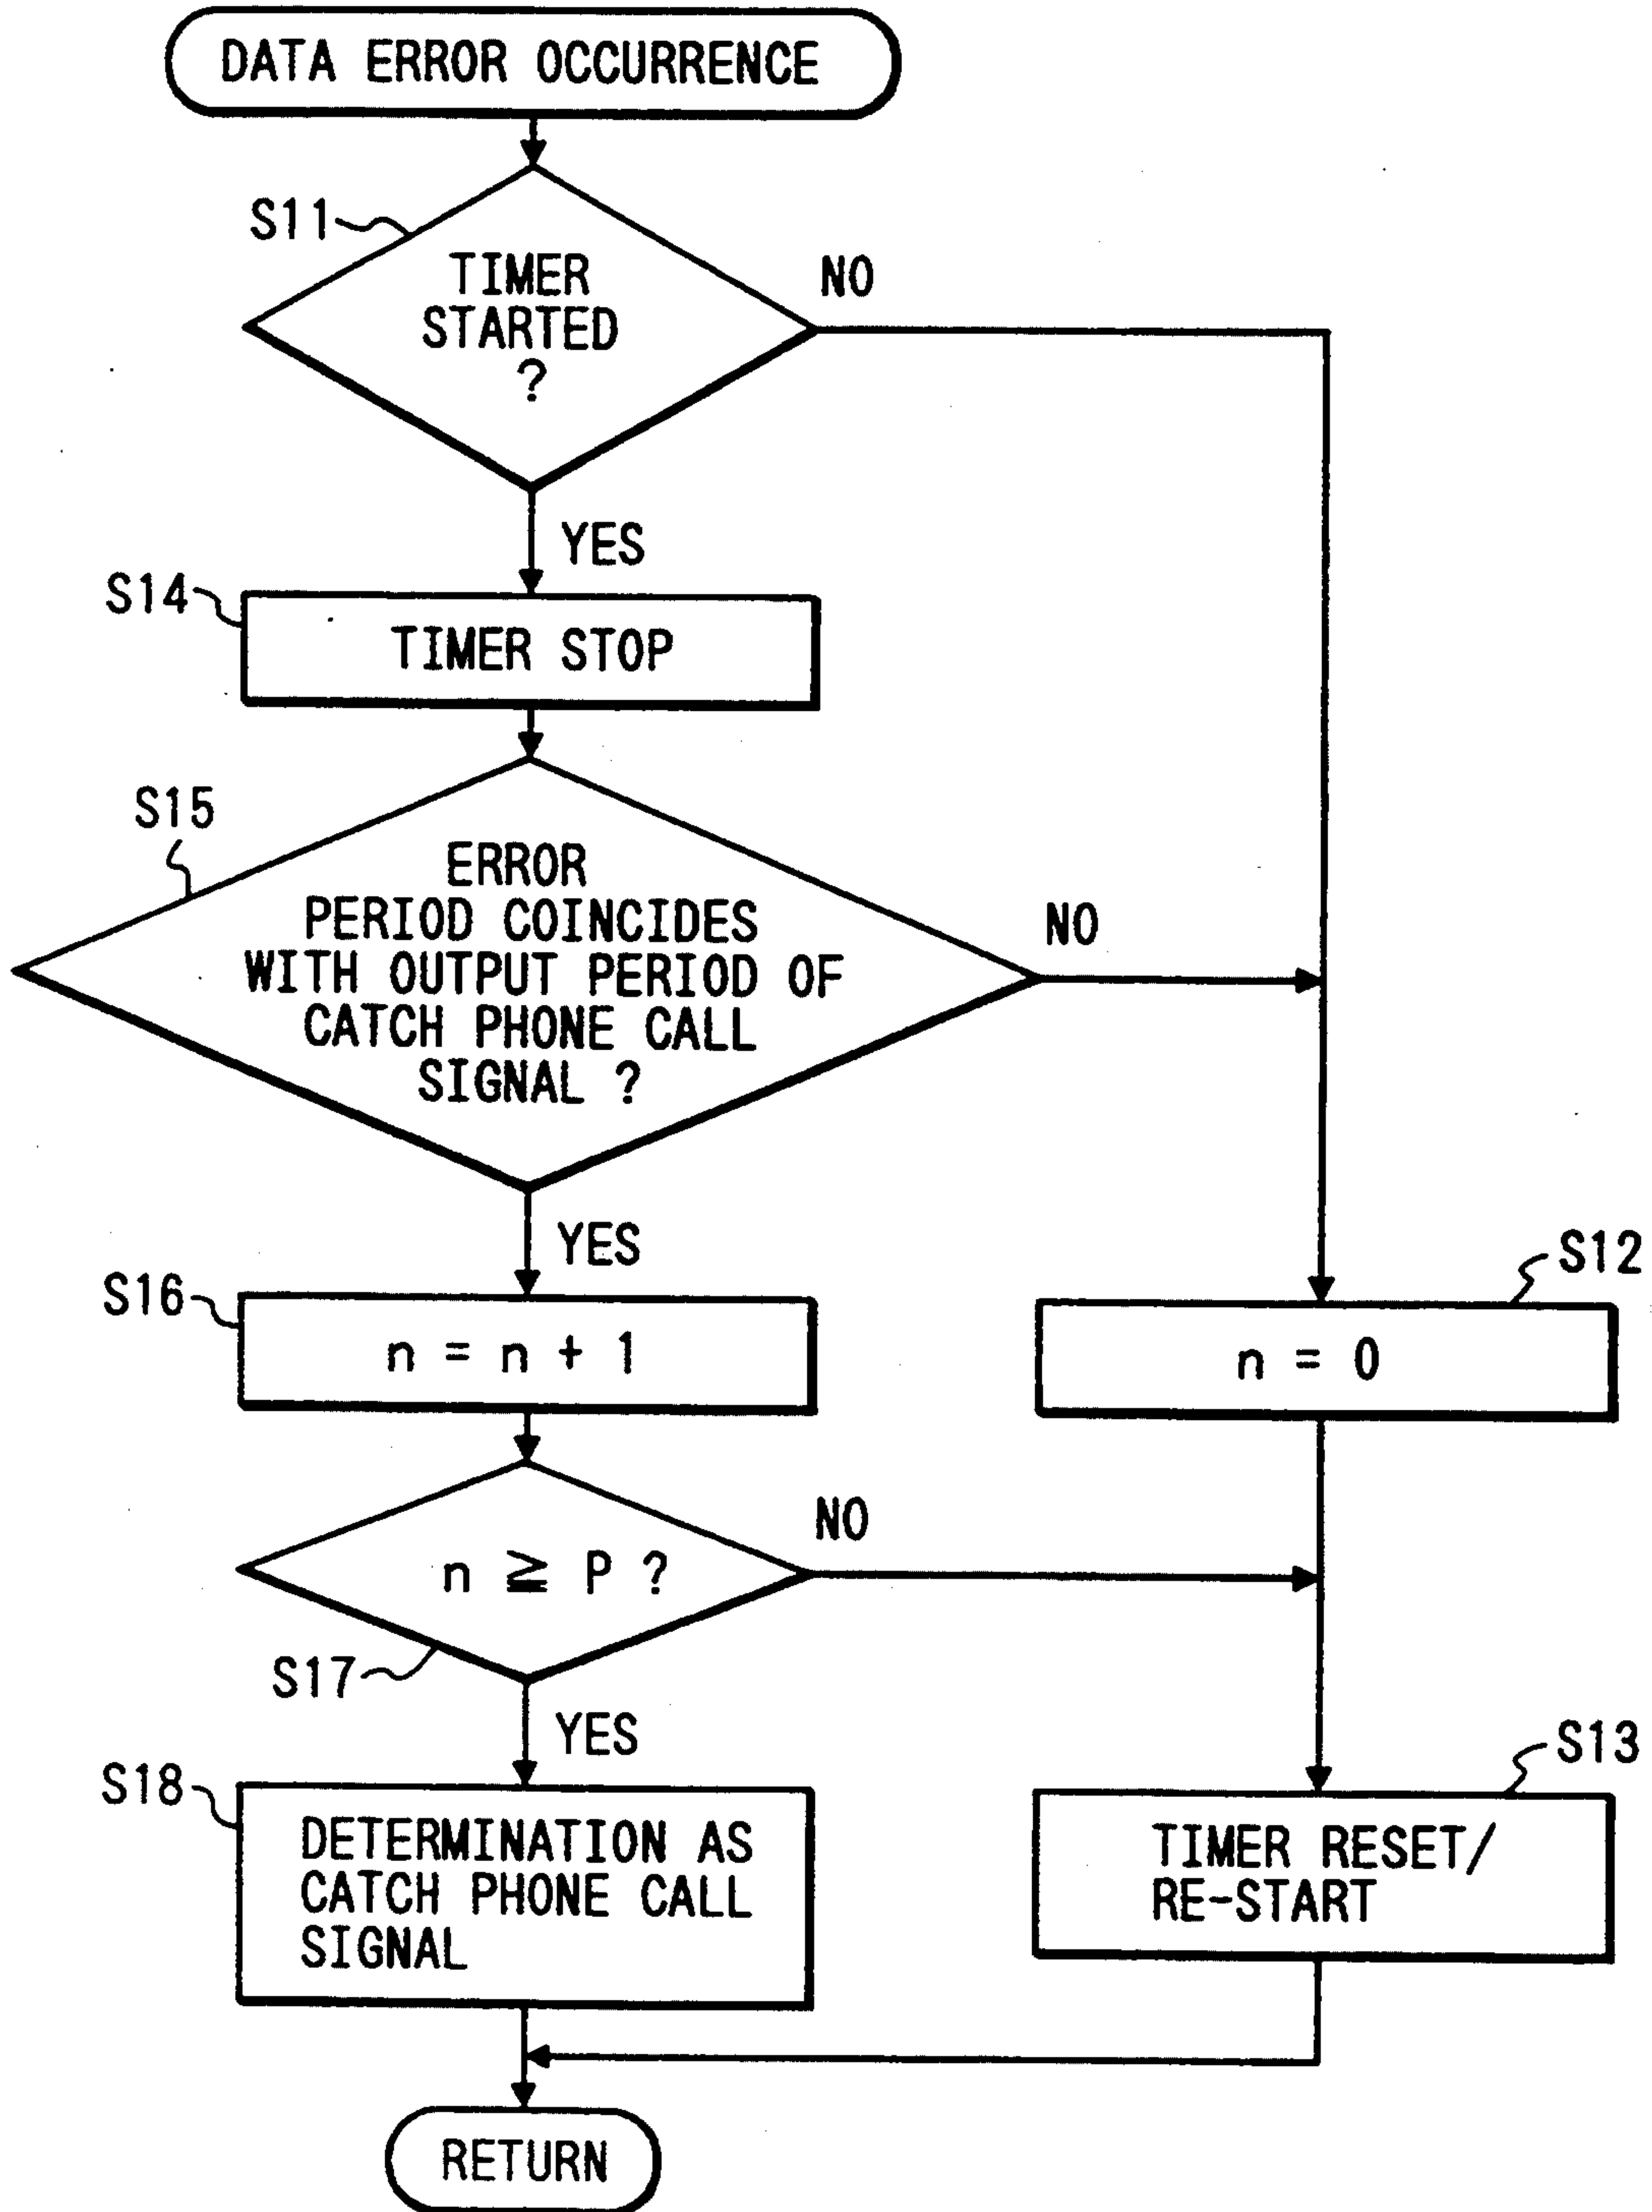 DATA ERROR OCCURRENCE
S11
TIMER
STARTED
?
NO
YES
S14
TIMER STOP
S15
ERROR
PERIOD COINCIDES
WITH OUTPUT PERIOD OF
CATCH PHONE CALL
SIGNAL ?
NO
YES
S16
n = n + 1
S12
n = 0
n ≧ P ?
NO
S17
YES
S18
DETERMINATION AS
CATCH PHONE CALL
SIGNAL
S13
TIMER RESET/
RE-START
RETURN